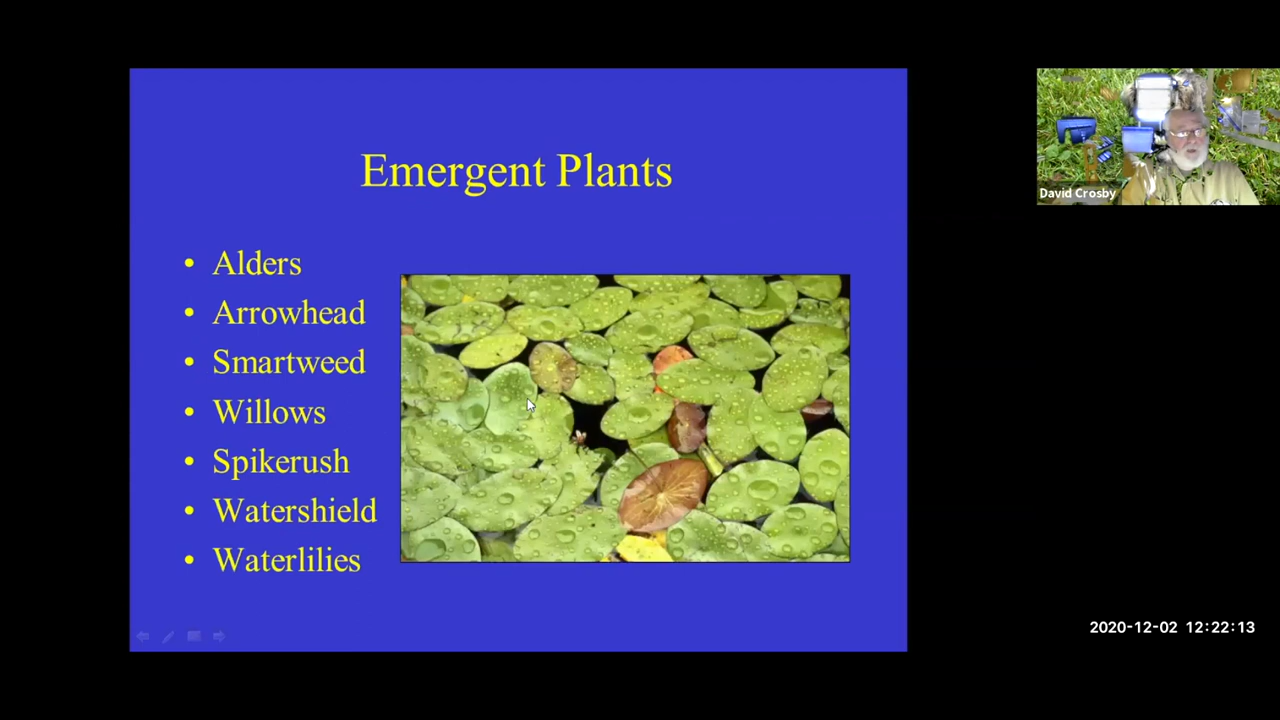 Emergent Plants
• Alders
• Arrowhead
• Smartweed
• Willows
• Spikerush
• Watershield
• Waterlilies
David Crosby
2020-12-02 12:22:13